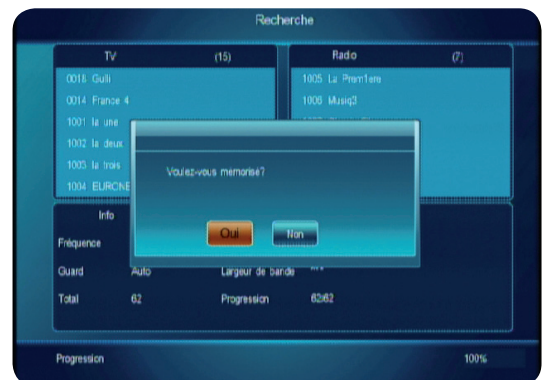 Recherche
TV (15) Radio (7)
0018 Gulli 1005 La Prem1ere
0014 France 4 1006 Musiq3
1001 la une
1002 la deux
1003 la trois
1004 EURONE
Voulez-vous memorisé?
Oui Non
Info
Fréquence
Guard Auto Largeur de bande
Total 62 Progression 62/62
Progression 100%